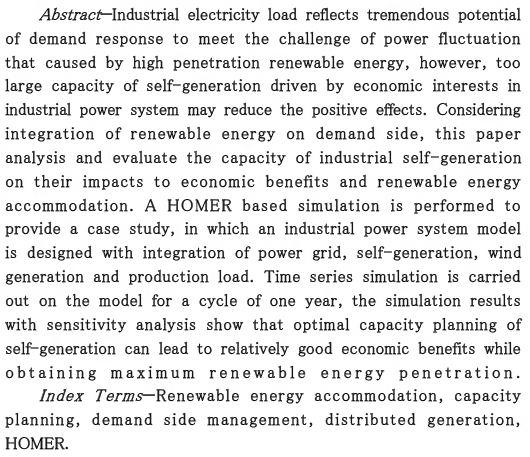 Abstract—Industrial electricity load reflects tremendous potential
of demand response to meet the challenge of power fluctuation
that caused by high penetration renewable energy, however, too
large capacity of self-generation driven by economic interests in
industrial power system may reduce the positive effects. Considering
integration of renewable energy on demand side, this paper
analysis and evaluate the capacity of industrial self-generation
on their impacts to economic benefits and renewable energy
accommodation. A HOMER based simulation is performed to
provide a case study, in which an industrial power system model
is designed with integration of power grid, self-generation, wind
generation and production load. Time series simulation is carried
out on the model for a cycle of one year, the simulation results
with sensitivity analysis show that optimal capacity planning of
self-generation can lead to relatively good economic benefits while
obtaining maximum renewable energy penetration.
Index Terms—Renewable energy accommodation, capacity
planning, demand side management, distributed generation,
HOMER.